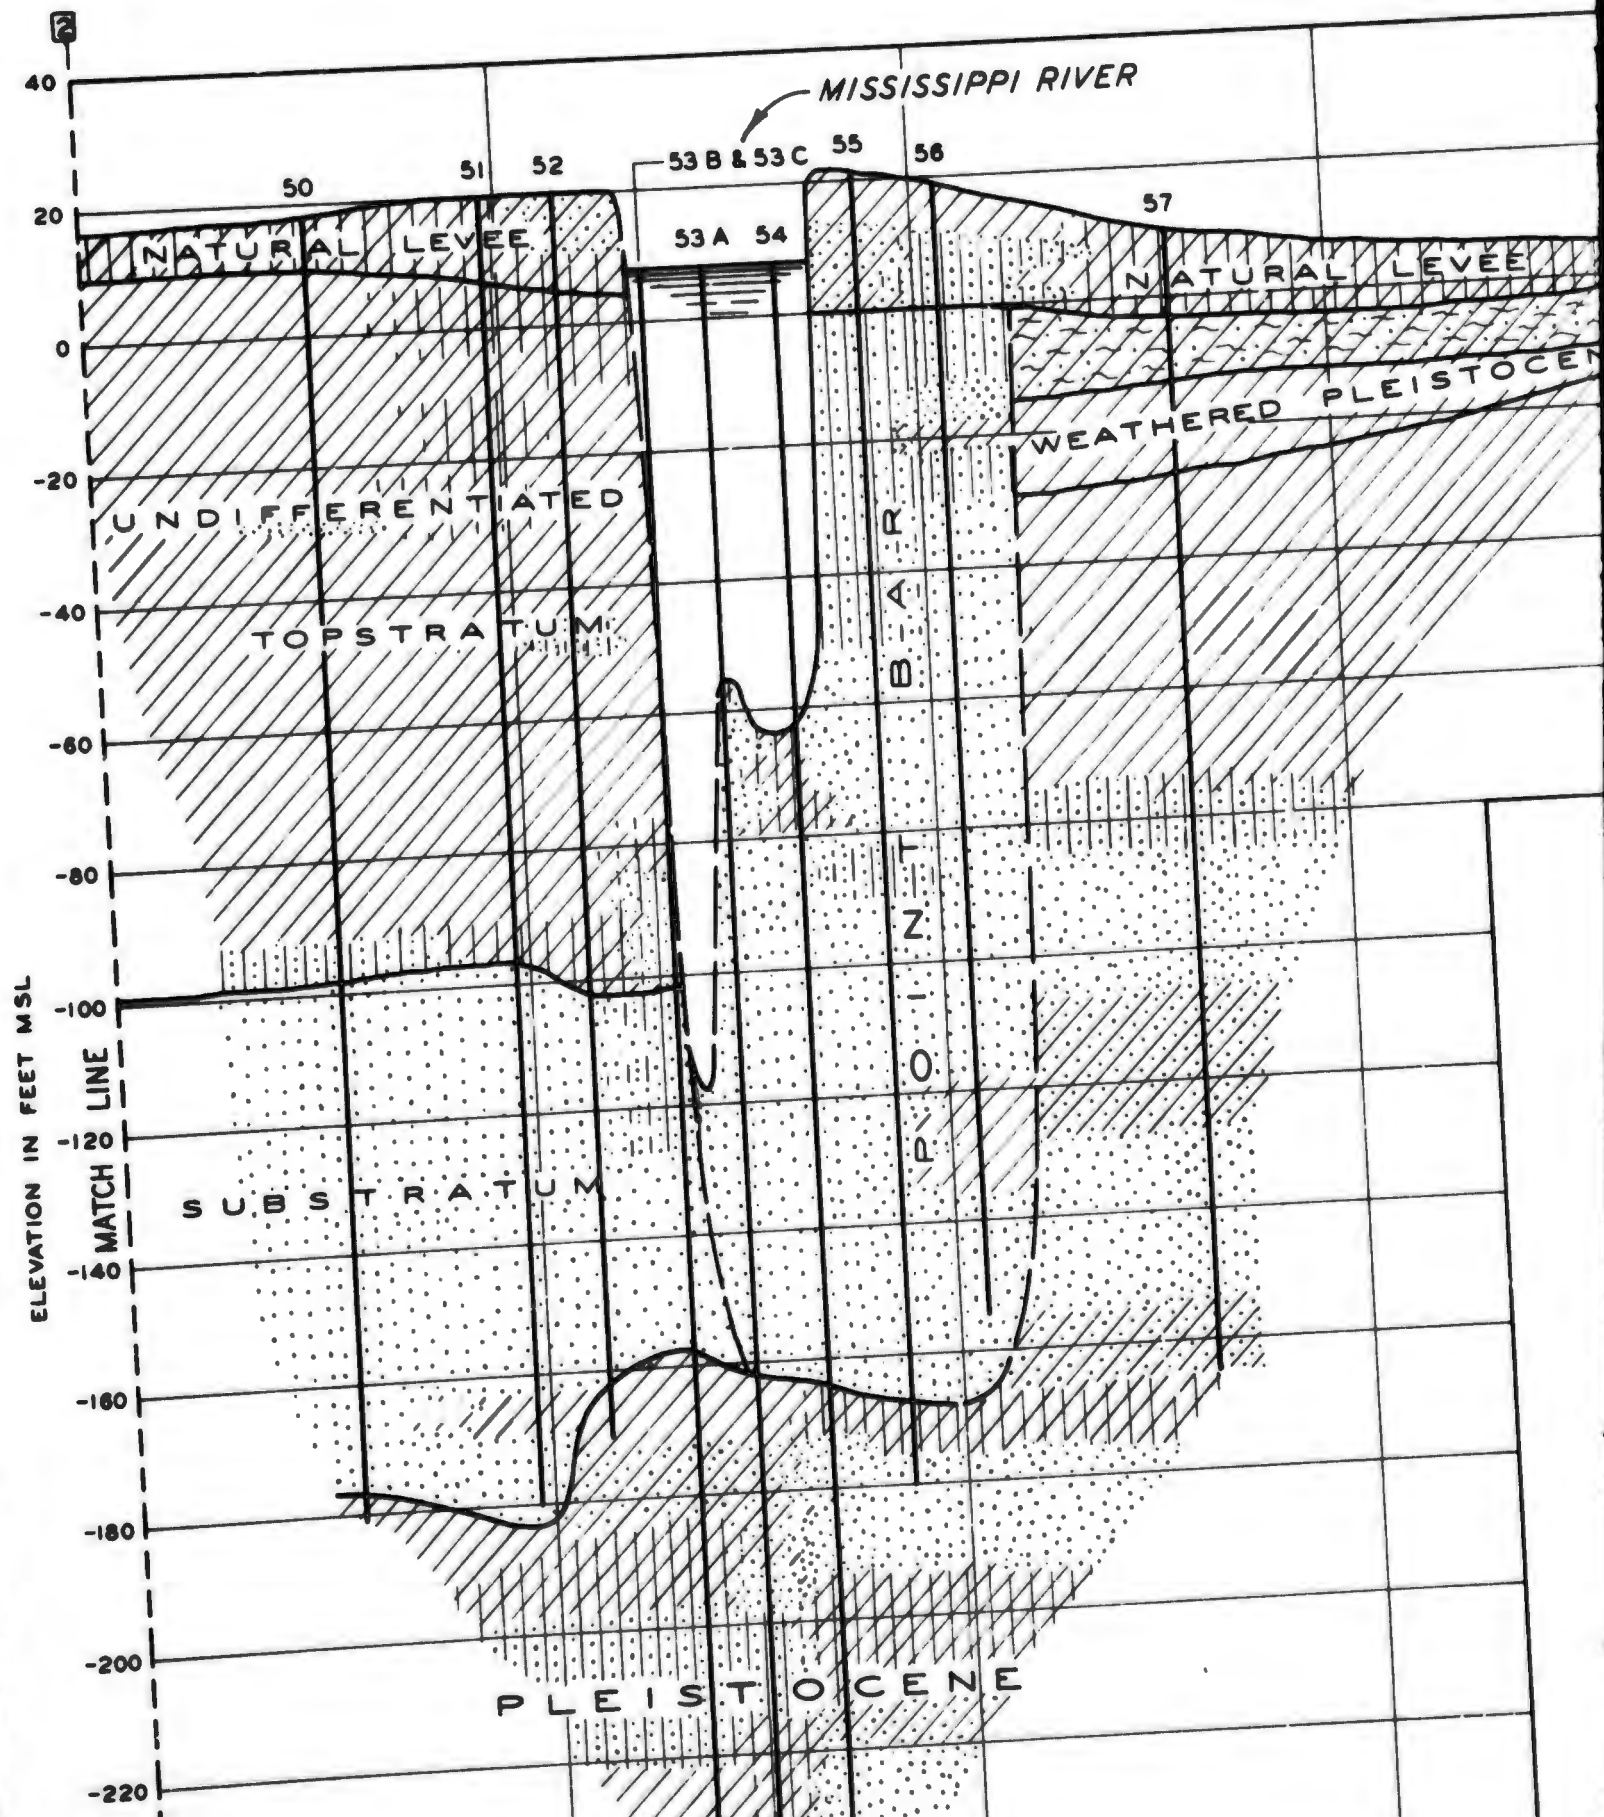 2
40
MISSISSIPPI RIVER
50
51
52
53 B & 53 C
55
56
57
20
53 A
54
NATURAL LEVEE
NATURAL LEVEE
0
WEATHERED PLEISTOCEN
-20
UNDIFFERENTIATED
TOPSTRATUM
-40
-60
-80
POINT BAR
-100
-120
SUBSTRATUM
-140
-160
-180
-200
PLEISTOCENE
-220
ELEVATION IN FEET MSL
MATCH LINE